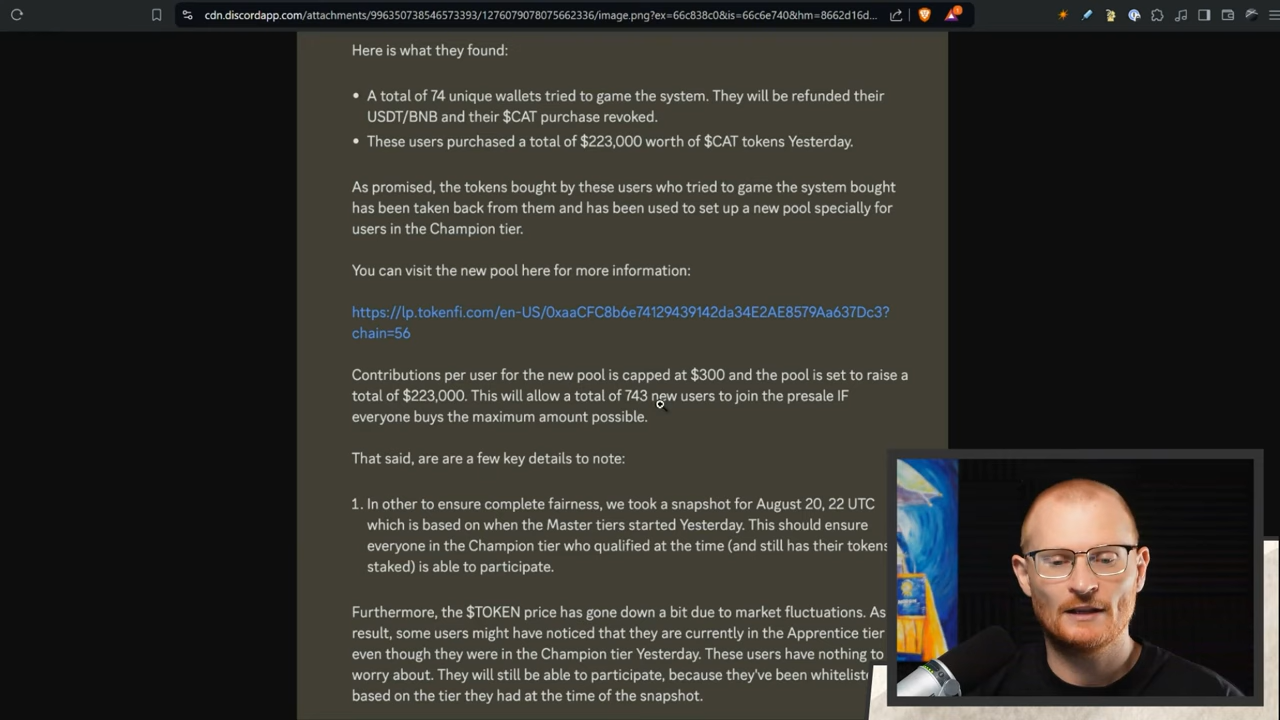 cdn.discordapp.com/attachments/996350738546573393/1276079078075662336/image.png?ex=66c838c0&is=66c6e740&hm=8662d16d...
Here is what they found:
• A total of 74 unique wallets tried to game the system. They will be refunded their
USDT/BNB and their $CAT purchase revoked.
• These users purchased a total of $223,000 worth of $CAT tokens Yesterday.
As promised, the tokens bought by these users who tried to game the system bought
has been taken back from them and has been used to set up a new pool specially for
users in the Champion tier.
You can visit the new pool here for more information:
https://lp.tokenfi.com/en-US/0xaaCFC8b6e74129439142da34E2AE8579Aa637Dc3?
chain=56
Contributions per user for the new pool is capped at $300 and the pool is set to raise a
total of $223,000. This will allow a total of 743 new users to join the presale IF
everyone buys the maximum amount possible.
That said, are are a few key details to note:
1. In other to ensure complete fairness, we took a snapshot for August 20, 22 UTC
which is based on when the Master tiers started Yesterday. This should ensure
everyone in the Champion tier who qualified at the time (and still has their tokens
staked) is able to participate.
Furthermore, the $TOKEN price has gone down a bit due to market fluctuations. As
result, some users might have noticed that they are currently in the Apprentice tier
even though they were in the Champion tier Yesterday. These users have nothing to
worry about. They will still be able to participate, because they've been whiteliste
based on the tier they had at the time of the snapshot.